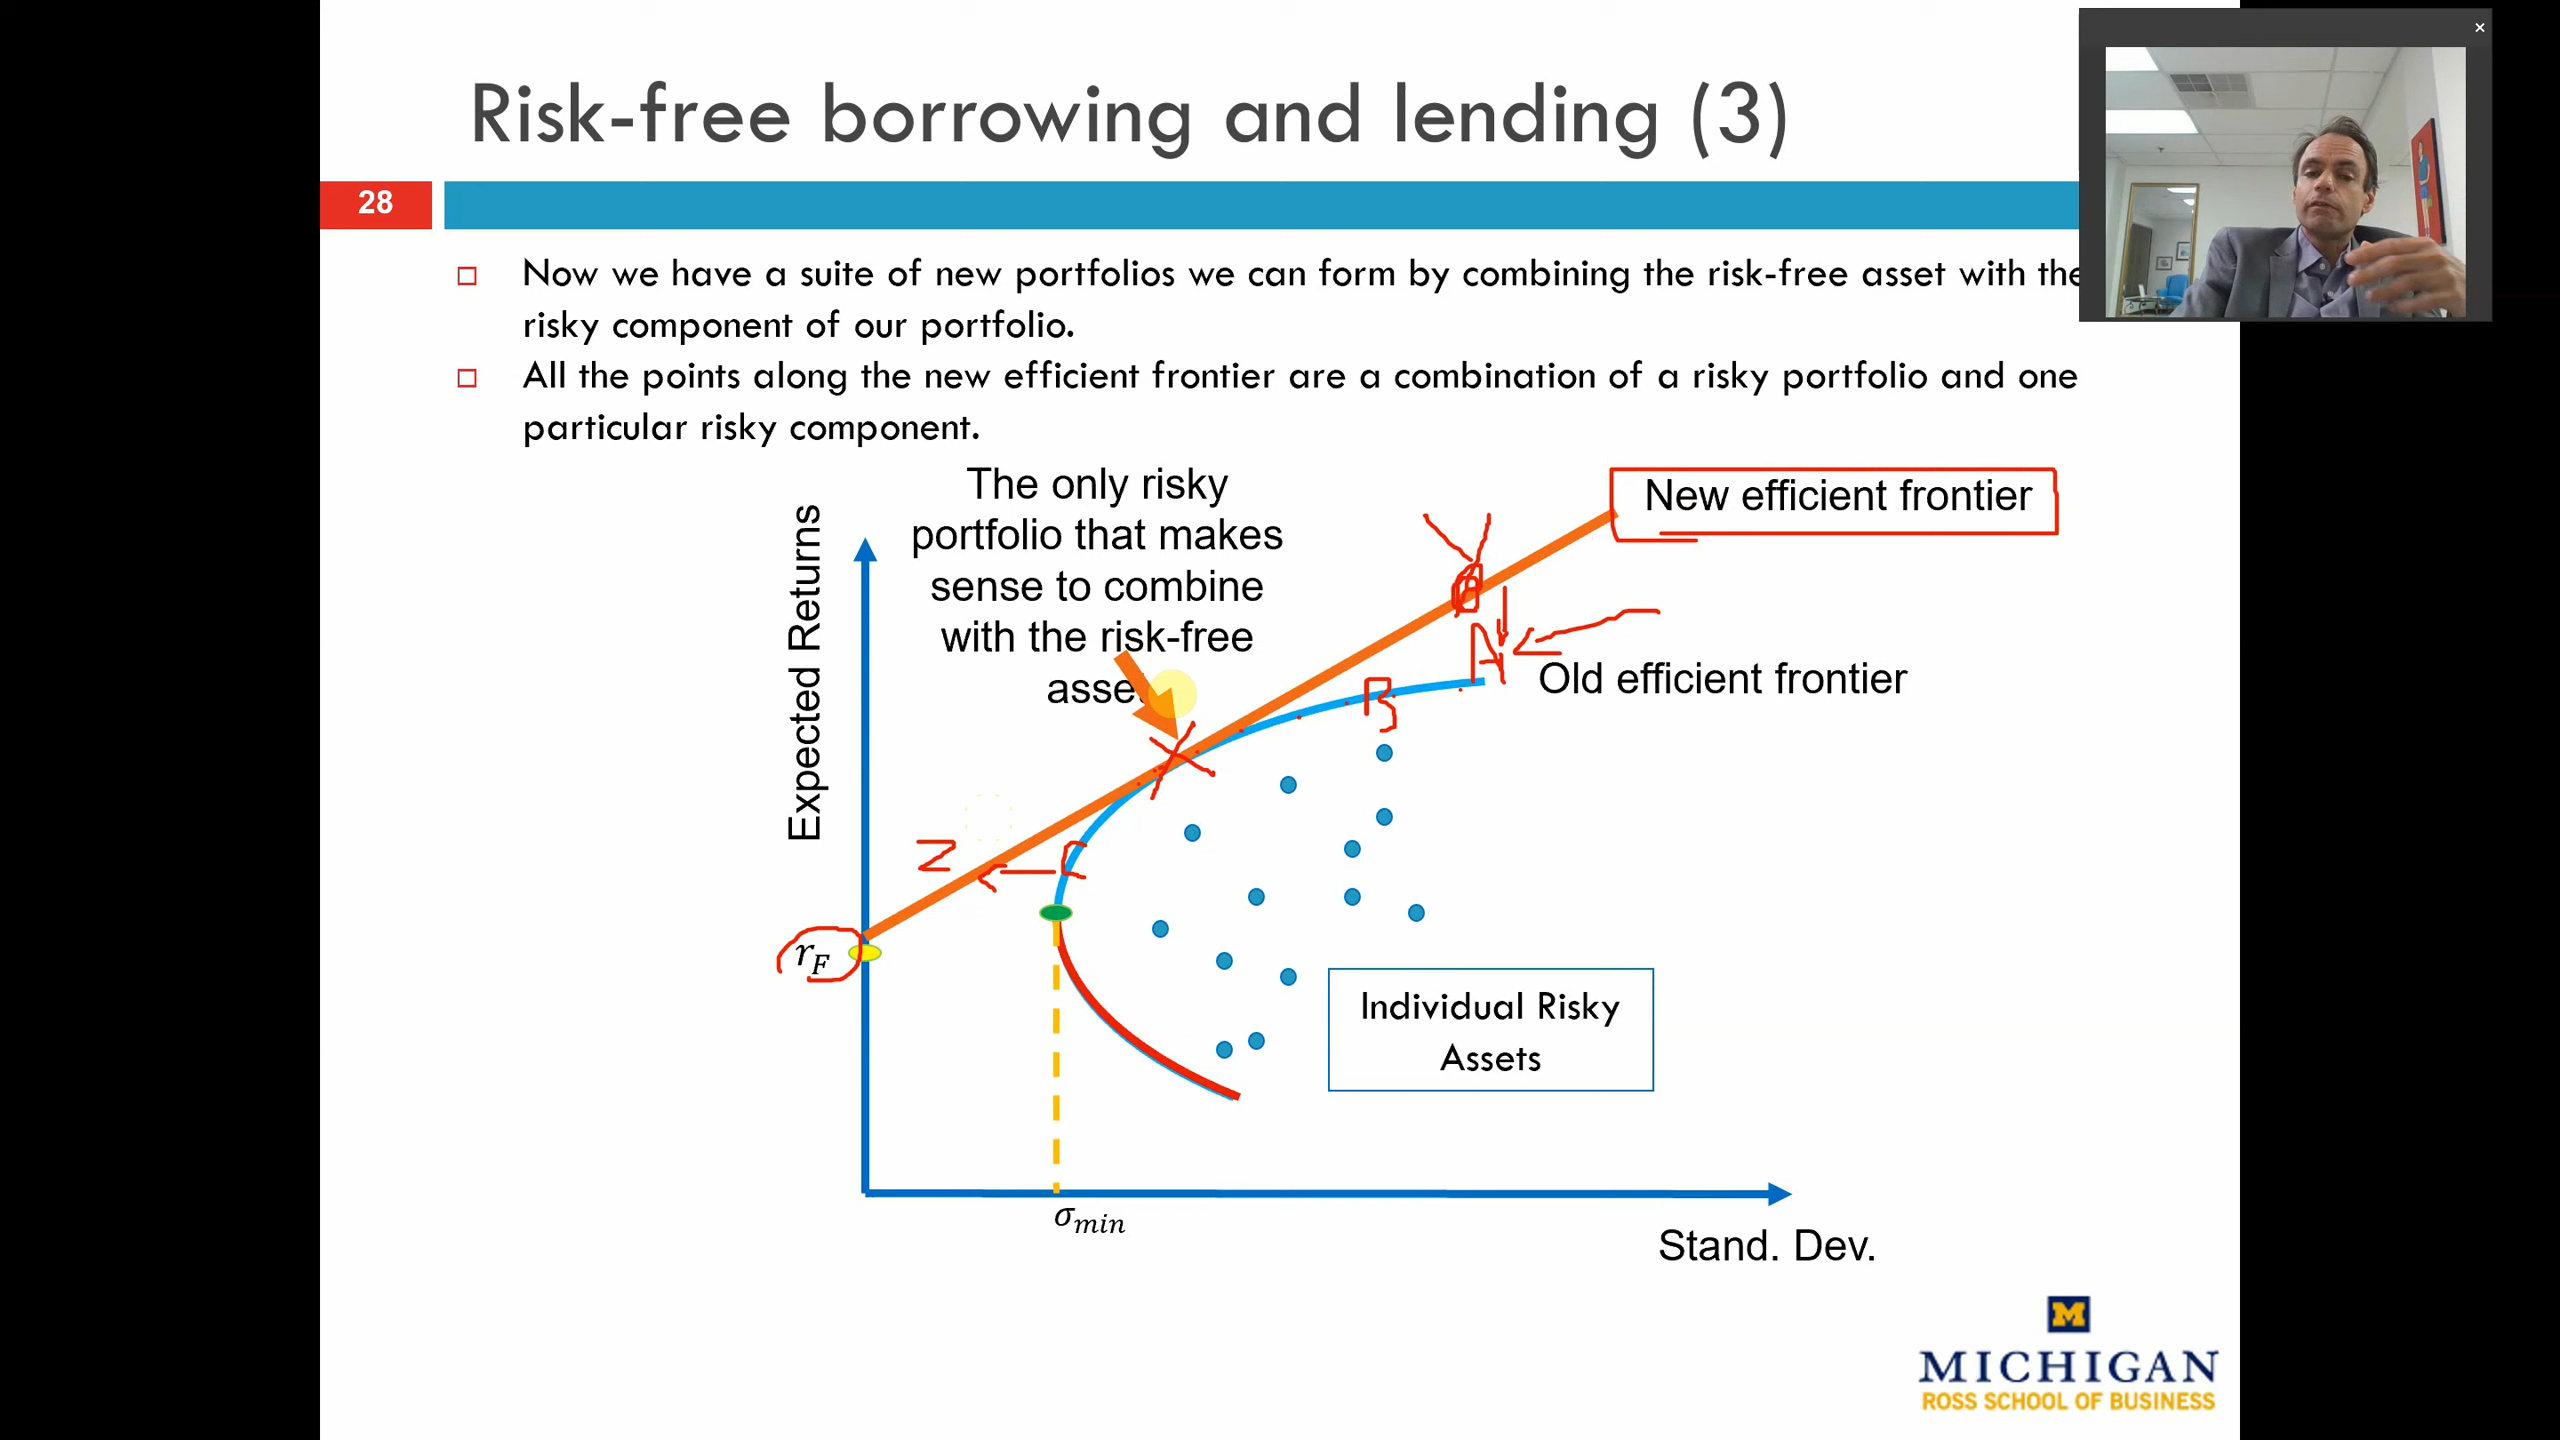 Risk-free borrowing and lending (3)
28
Now we have a suite of new portfolios we can form by combining the risk-free asset with the
risky component of our portfolio.
All the points along the new efficient frontier are a combination of a risky portfolio and one
particular risky component.
The only risky
portfolio that makes
sense to combine
with the risk-free
New efficient frontier
Expected Returns
Old efficient frontier
A
B
X
Y
Z
C
r_F
Individual Risky
Assets
σ_min
Stand. Dev.
M
MICHIGAN
ROSS SCHOOL OF BUSINESS